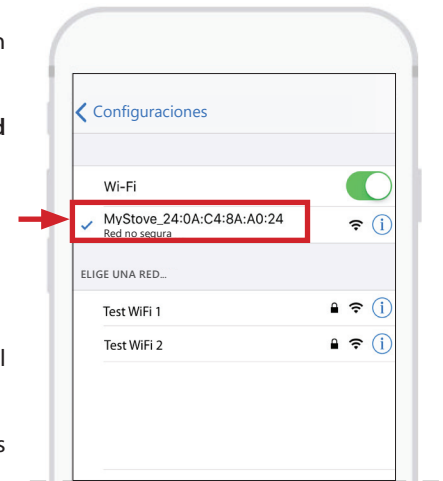 Configuraciones
Wi-Fi
MyStove_24:0A:C4:8A:A0:24
Red no segura
ELIGE UNA RED...
Test WiFi 1
Test WiFi 2